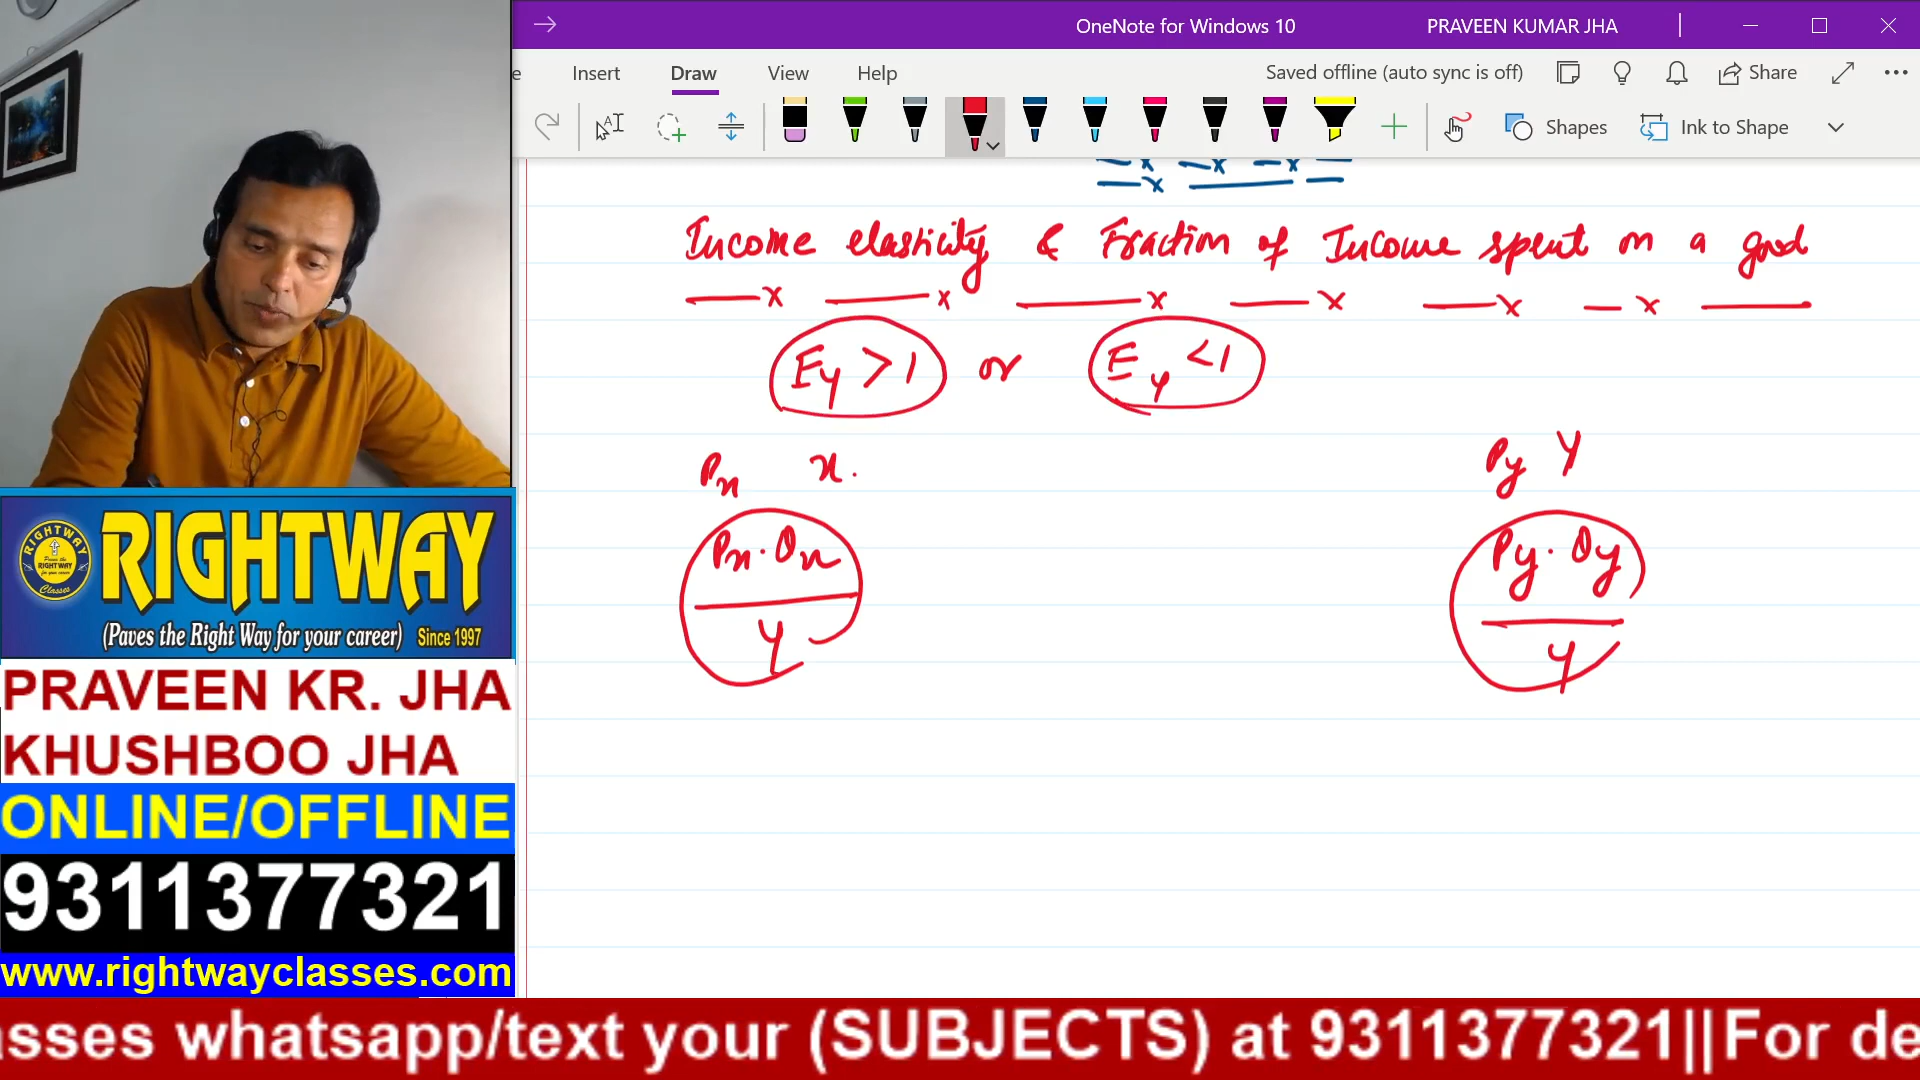 OneNote for Windows 10 PRAVEEN KUMAR JHA
Insert Draw View Help Saved offline (auto sync is off) Share
Shapes Ink to Shape
Income elasticity & Fraction of Income spent on a good
Ey > 1 or Ey < 1
Px x. Py Y
Px . Qx Py . Qy
Y Y
RIGHTWAY
Classes
RIGHTWAY
(Paves the Right Way for your career) Since 1997
PRAVEEN KR. JHA
KHUSHBOO JHA
ONLINE/OFFLINE
9311377321
www.rightwayclasses.com
asses whatsapp/text your (SUBJECTS) at 9311377321||For de